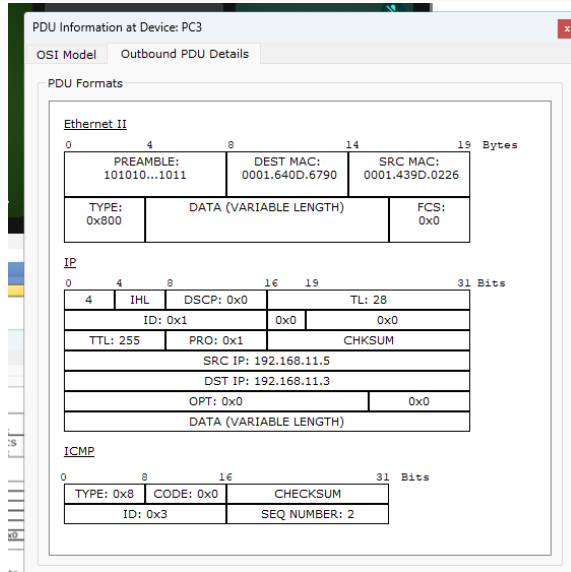 PDU Information at Device: PC3
x
OSI Model Outbound PDU Details
PDU Formats
Ethernet II
0 4 8 14 19 Bytes
PREAMBLE: DEST MAC: SRC MAC:
101010...1011 0001.640D.6790 0001.439D.0226
TYPE: DATA (VARIABLE LENGTH) FCS:
0x800 0x0
IP
0 4 8 16 19 31 Bits
4 IHL DSCP: 0x0 TL: 28
ID: 0x1 0x0 0x0
TTL: 255 PRO: 0x1 CHKSUM
SRC IP: 192.168.11.5
DST IP: 192.168.11.3
OPT: 0x0 0x0
DATA (VARIABLE LENGTH)
ICMP
0 8 16 31 Bits
TYPE: 0x8 CODE: 0x0 CHECKSUM
ID: 0x3 SEQ NUMBER: 2